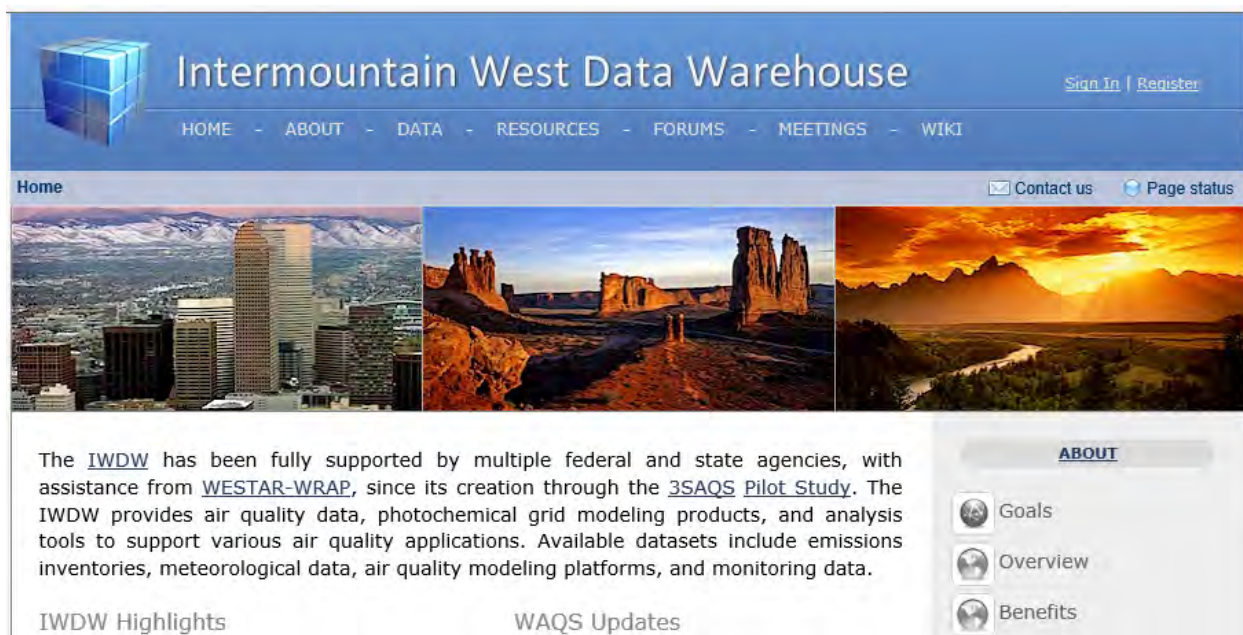 Intermountain West Data Warehouse
Sign In | Register
HOME - ABOUT - DATA - RESOURCES - FORUMS - MEETINGS - WIKI
Home
Contact us
Page status
The IWDW has been fully supported by multiple federal and state agencies, with
assistance from WESTAR-WRAP, since its creation through the 3SAQS Pilot Study. The
IWDW provides air quality data, photochemical grid modeling products, and analysis
tools to support various air quality applications. Available datasets include emissions
inventories, meteorological data, air quality modeling platforms, and monitoring data.
IWDW Highlights
WAQS Updates
ABOUT
Goals
Overview
Benefits